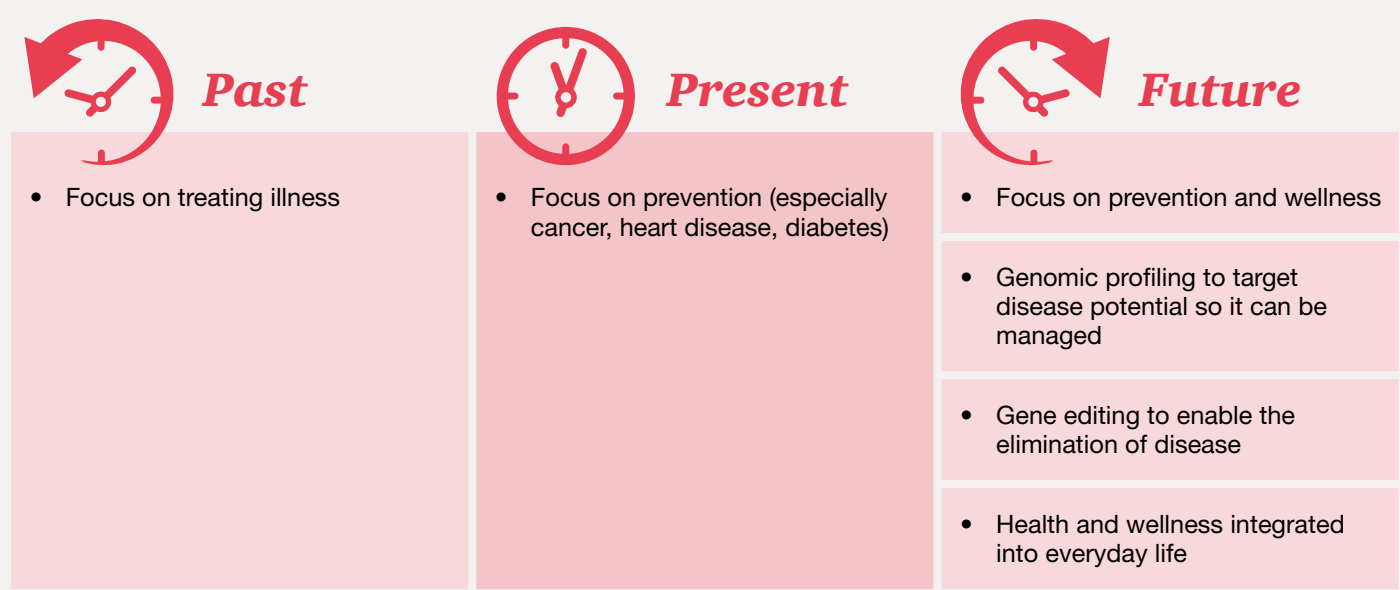 Past
• Focus on treating illness
Present
• Focus on prevention (especially
cancer, heart disease, diabetes)
Future
• Focus on prevention and wellness
• Genomic profiling to target
disease potential so it can be
managed
• Gene editing to enable the
elimination of disease
• Health and wellness integrated
into everyday life